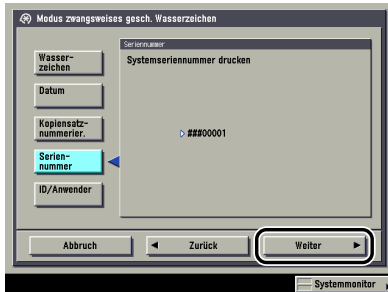 Modus zwangsweises gesch. Wasserzeichen
Seriennummer
Wasser-
zeichen
Systemseriennummer drucken
Datum
Kopiensatz-
nummerier.
###00001
Serien-
nummer
ID/Anwender
Abbruch
Zurück
Weiter
Systemmonitor